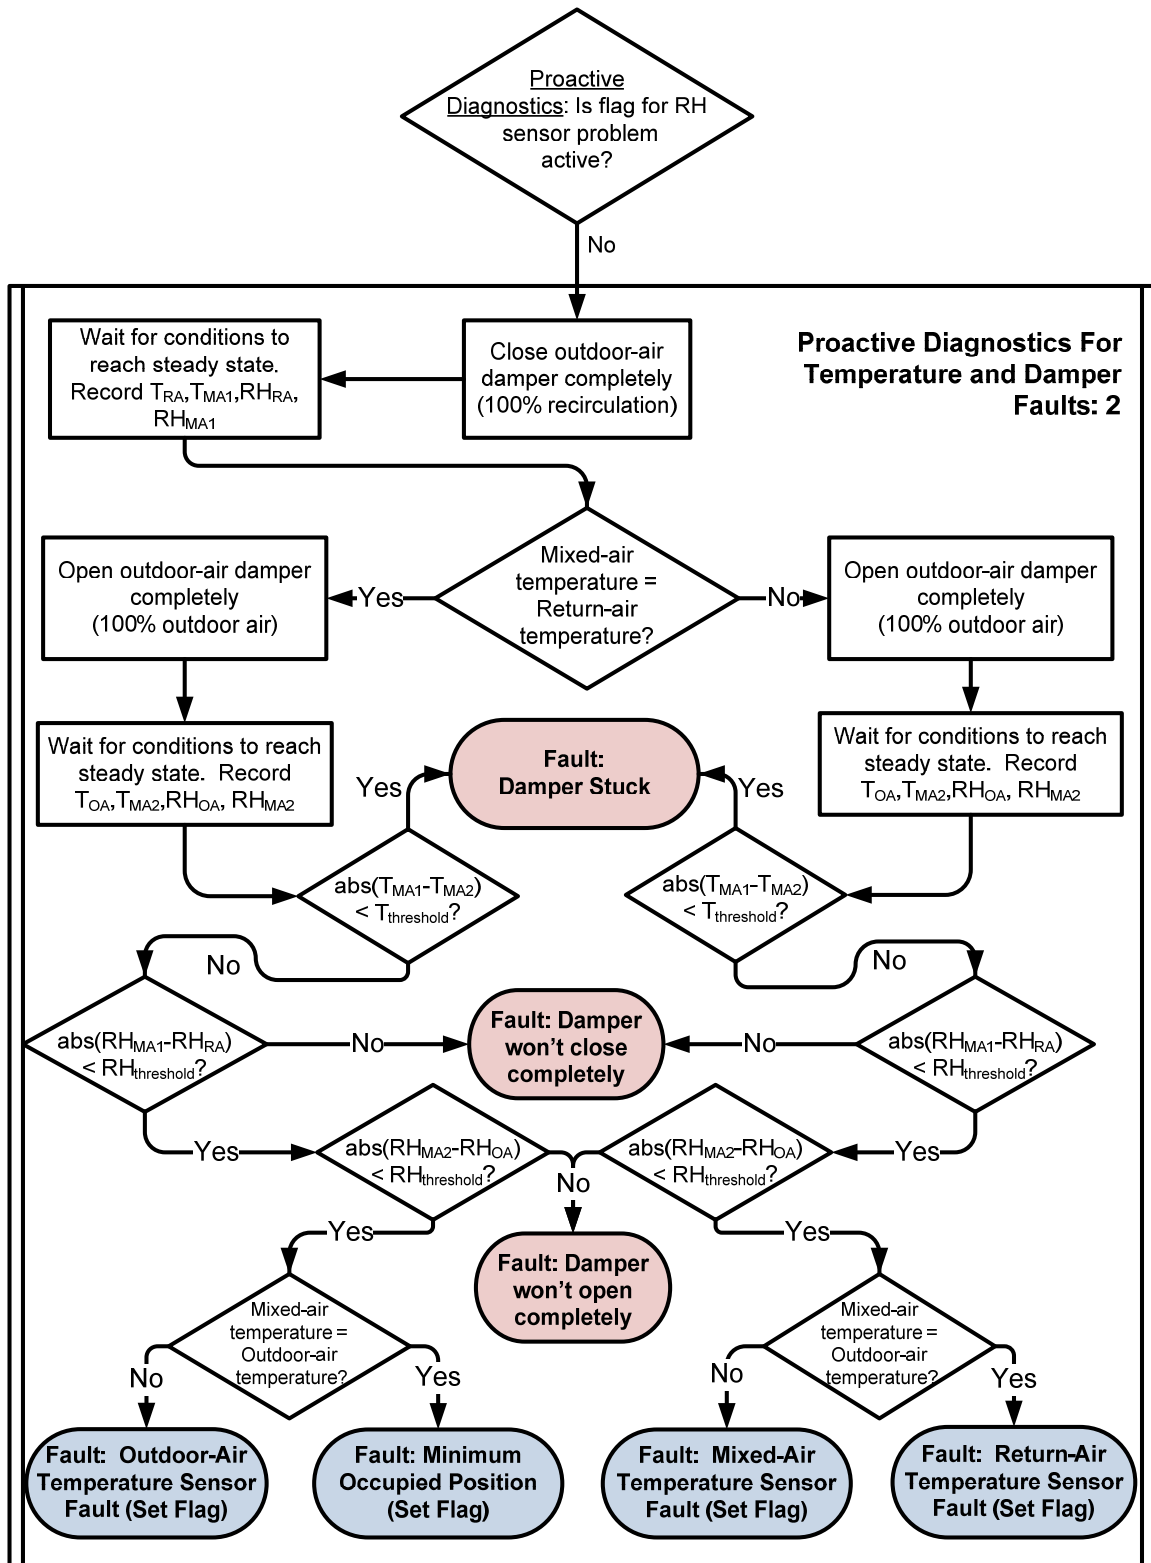 Proactive
Diagnostics: Is flag for RH
sensor problem
active?
No
Wait for conditions to
reach steady state.
Record TRA,TMA1,RHRA,
RHMA1
Close outdoor-air
damper completely
(100% recirculation)
Proactive Diagnostics For
Temperature and Damper
Faults: 2
Open outdoor-air damper
completely
(100% outdoor air)
Yes
Mixed-air
temperature =
Return-air
temperature?
No
Open outdoor-air damper
completely
(100% outdoor air)
Wait for conditions to reach
steady state. Record
TOA,TMA2,RHOA, RHMA2
Yes
Fault:
Damper Stuck
Yes
Wait for conditions to reach
steady state. Record
TOA,TMA2,RHOA, RHMA2
abs(TMA1-TMA2)
< Tthreshold?
abs(TMA1-TMA2)
< Tthreshold?
No
No
abs(RHMA1-RHRA)
< RHthreshold?
No
Fault: Damper
won't close
completely
No
abs(RHMA1-RHRA)
< RHthreshold?
Yes
abs(RHMA2-RHOA)
< RHthreshold?
No
abs(RHMA2-RHOA)
< RHthreshold?
Yes
Yes
Fault: Damper
won't open
completely
Yes
Mixed-air
temperature =
Outdoor-air
temperature?
Mixed-air
temperature =
Outdoor-air
temperature?
No
Yes
No
Yes
Fault: Outdoor-Air
Temperature Sensor
Fault (Set Flag)
Fault: Minimum
Occupied Position
(Set Flag)
Fault: Mixed-Air
Temperature Sensor
Fault (Set Flag)
Fault: Return-Air
Temperature Sensor
Fault (Set Flag)